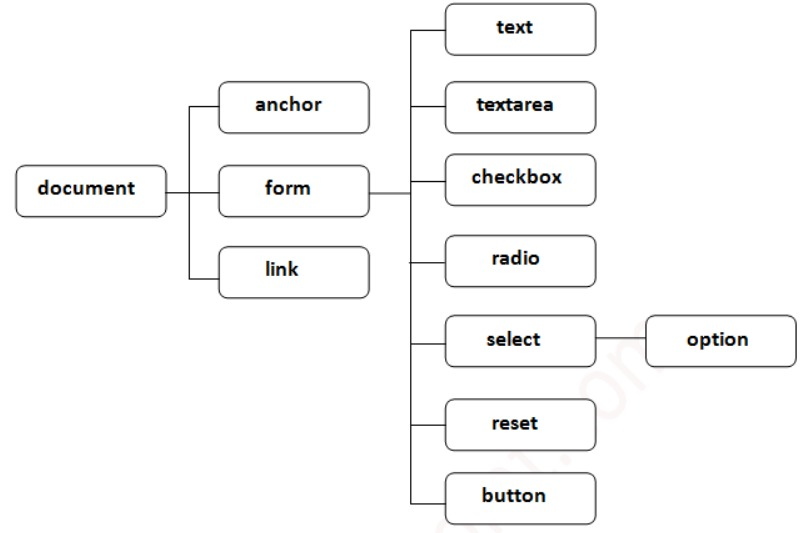 document
anchor
form
link
text
textarea
checkbox
radio
select
option
reset
button